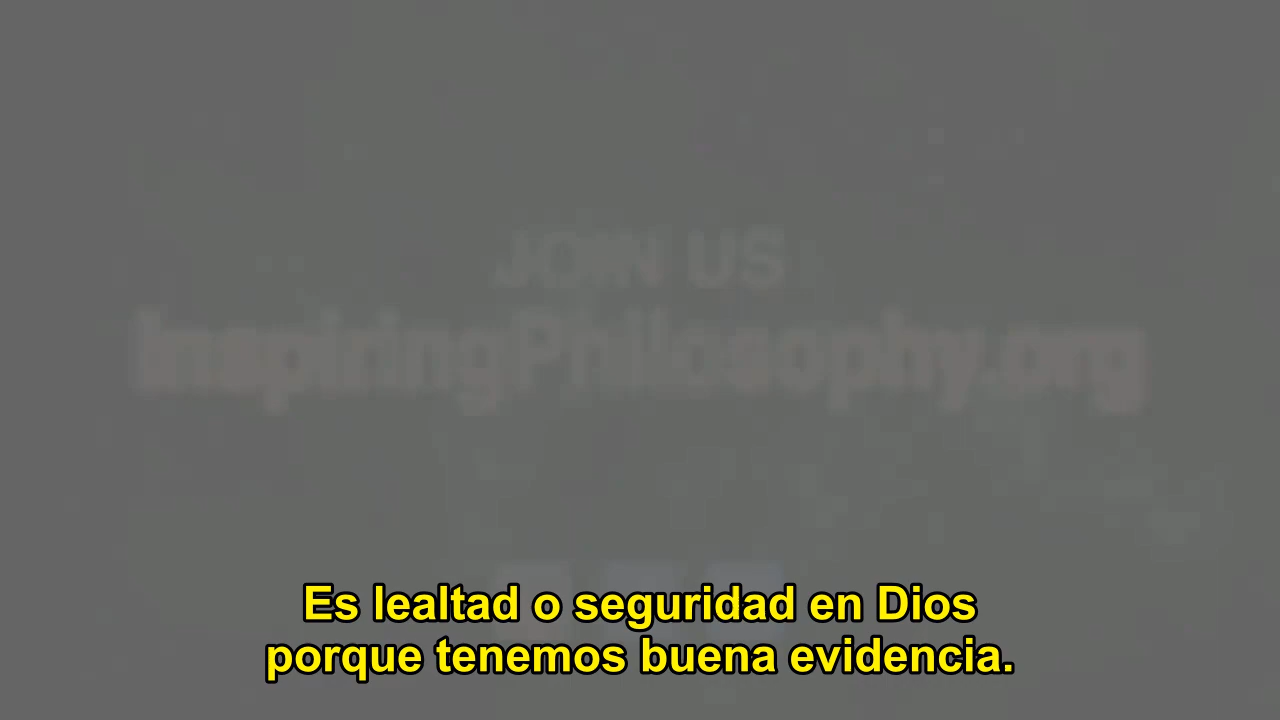 JOIN US
InspiringPhilosophy.org
Es lealtad o seguridad en Dios
porque tenemos buena evidencia.